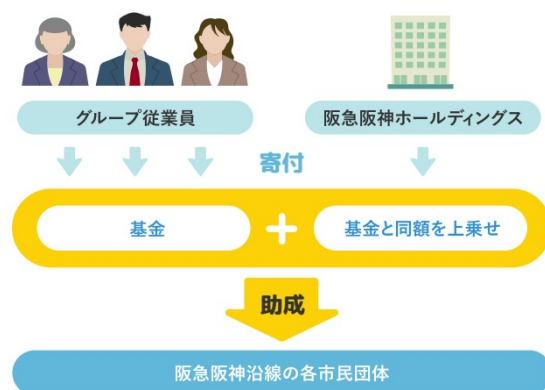 グループ従業員
阪急阪神ホールディングス
寄付
基金
基金と同額を上乗せ
助成
阪急阪神沿線の各市民団体